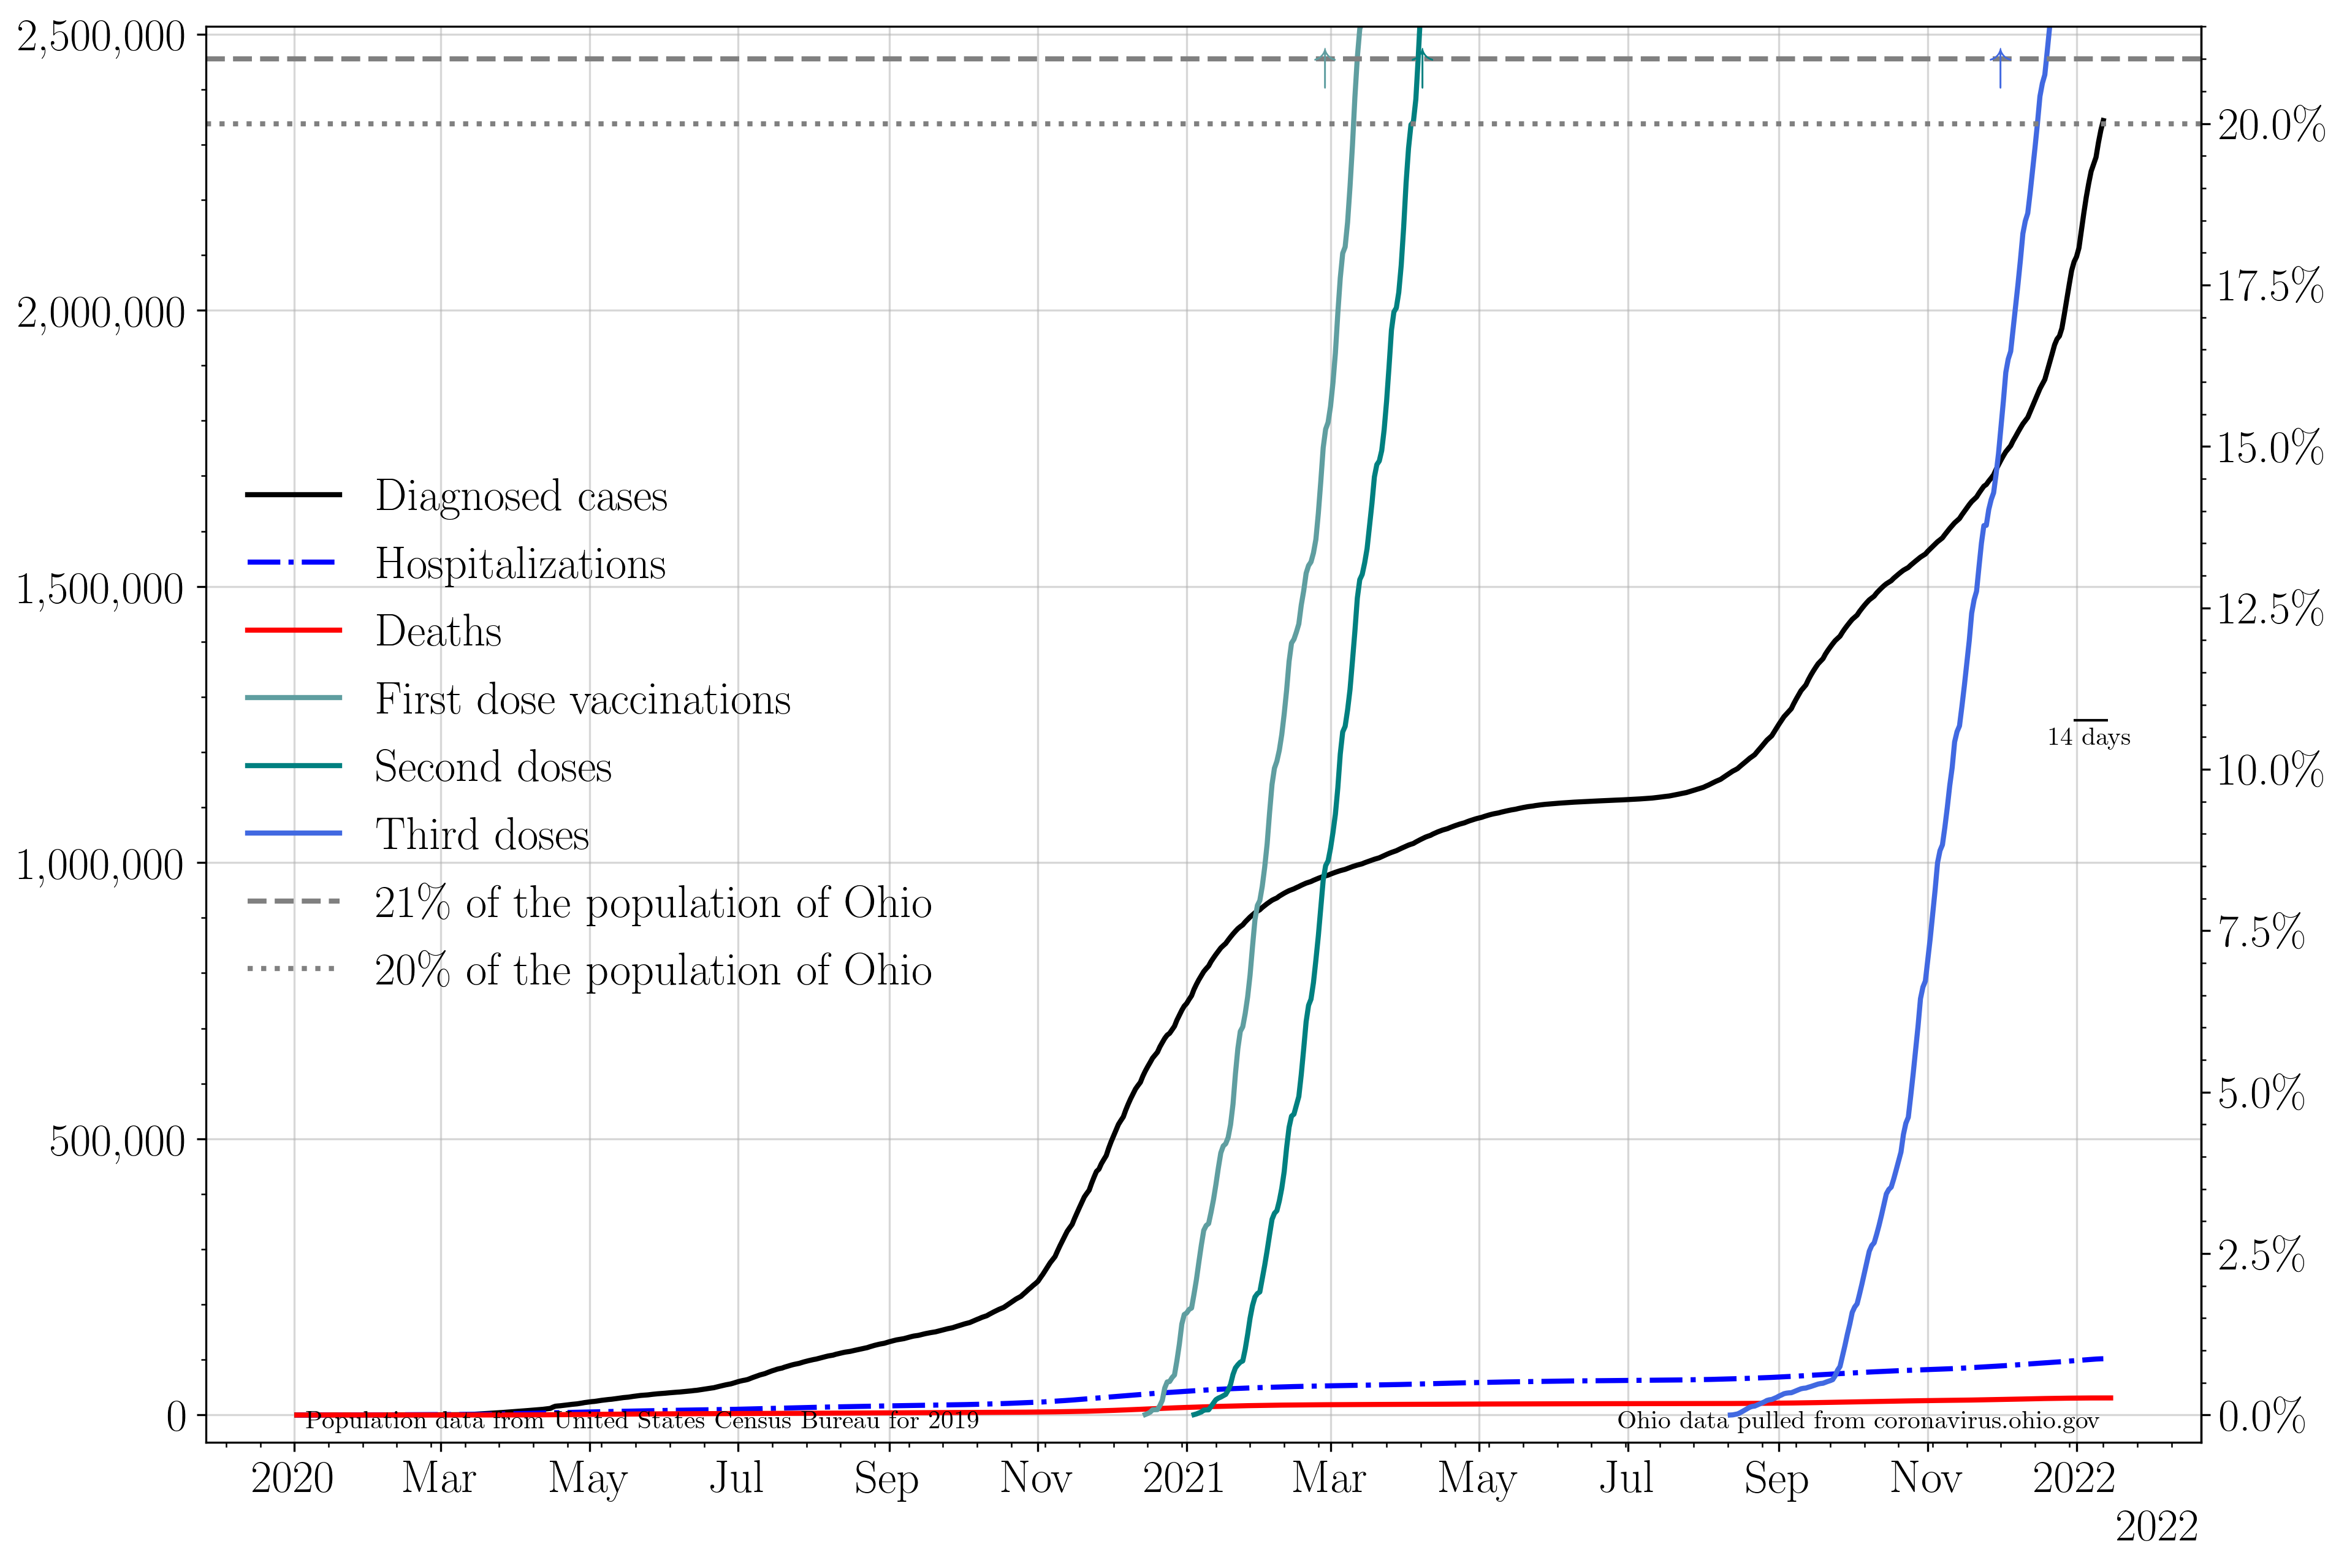 2,500,000
2,000,000
1,500,000
1,000,000
500,000
0
20.0%
17.5%
15.0%
12.5%
10.0%
7.5%
5.0%
2.5%
0.0%
Diagnosed cases
Hospitalizations
Deaths
First dose vaccinations
Second doses
Third doses
21% of the population of Ohio
20% of the population of Ohio
14 days
Population data from United States Census Bureau for 2019
Ohio data pulled from coronavirus.ohio.gov
2020 Mar May Jul Sep Nov 2021 Mar May Jul Sep Nov 2022
2022